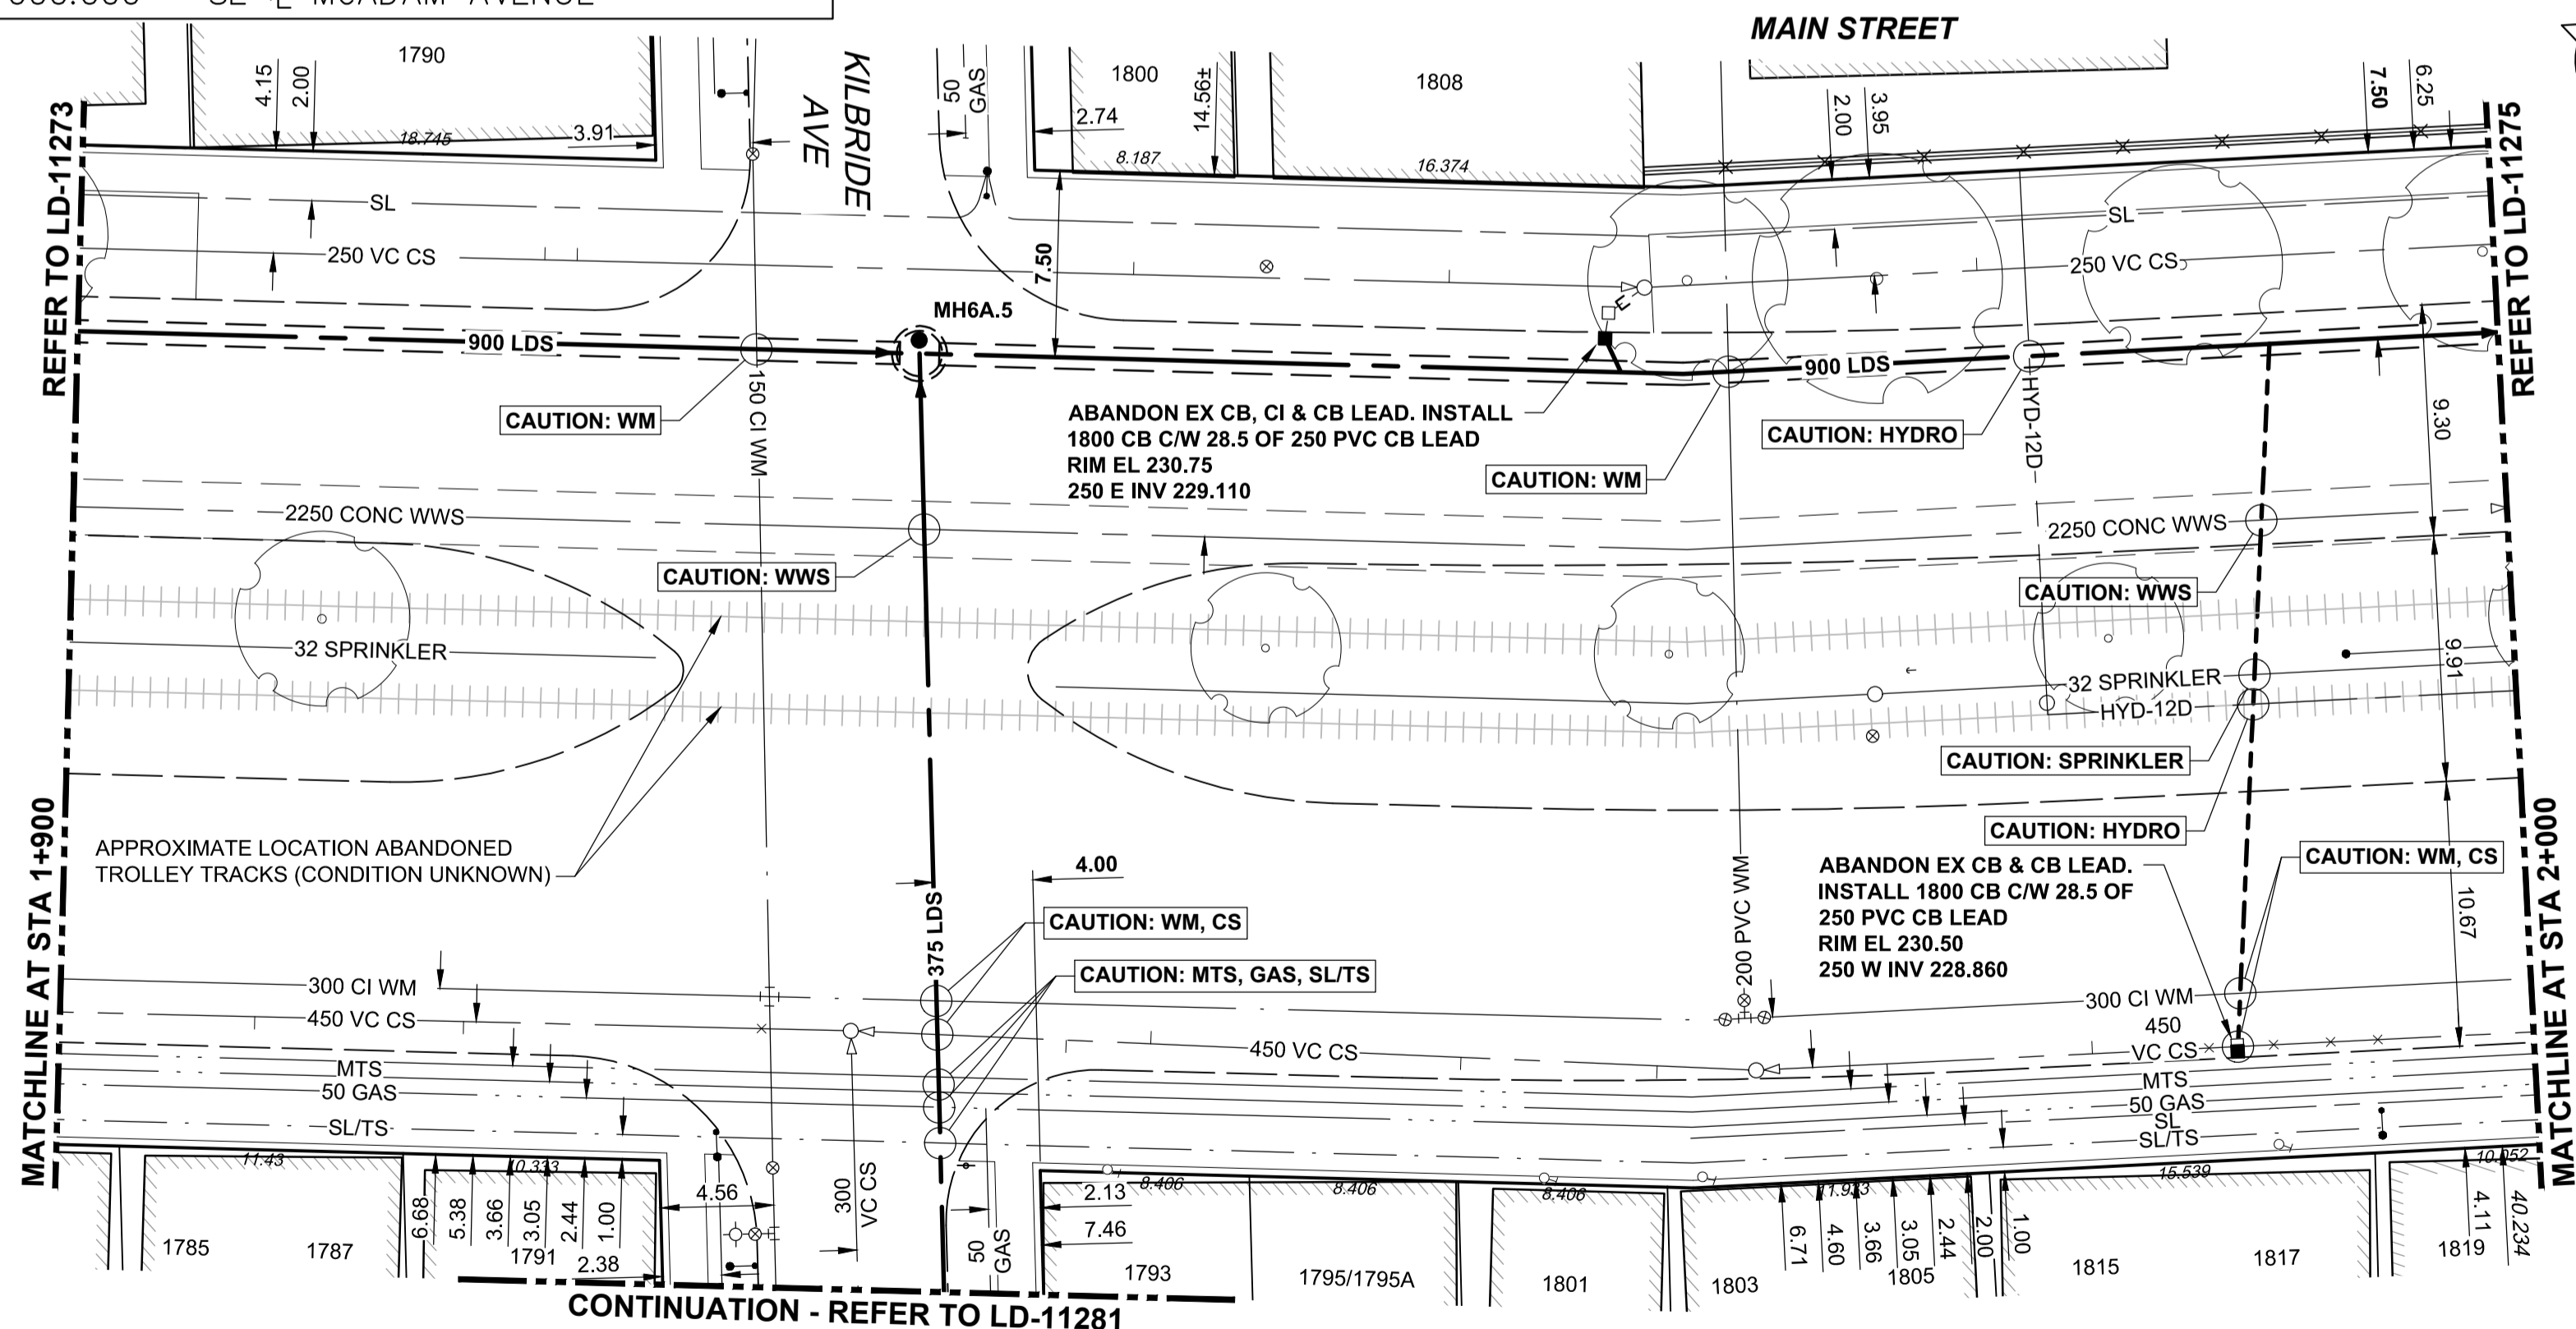 MAIN STREET
1790
4.15
2.00
18.745
3.91
KILBRIDE
AVE
50
GAS
1800
2.74
14.56±
8.187
1808
16.374
2.00
3.95
7.50
6.25
REFER TO LD-11273
REFER TO LD-11275
SL
250 VC CS
7.50
SL
250 VC CS
MH6A.5
900 LDS
E
900 LDS
CAUTION: WM
150 CI WM
ABANDON EX CB, CI & CB LEAD. INSTALL
1800 CB C/W 28.5 OF 250 PVC CB LEAD
RIM EL 230.75
250 E INV 229.110
CAUTION: WM
CAUTION: HYDRO
HYD-12D
9.30
2250 CONC WWS
2250 CONC WWS
CAUTION: WWS
CAUTION: WWS
32 SPRINKLER
32 SPRINKLER
HYD-12D
9.91
CAUTION: SPRINKLER
CAUTION: HYDRO
APPROXIMATE LOCATION ABANDONED
TROLLEY TRACKS (CONDITION UNKNOWN)
MATCHLINE AT STA 1+900
MATCHLINE AT STA 2+000
4.00
375 LDS
CAUTION: WM, CS
CAUTION: MTS, GAS, SL/TS
200 PVC WM
ABANDON EX CB & CB LEAD.
INSTALL 1800 CB C/W 28.5 OF
250 PVC CB LEAD
RIM EL 230.50
250 W INV 228.860
CAUTION: WM, CS
10.67
300 CI WM
450 VC CS
MTS
50 GAS
SL/TS
450 VC CS
300 CI WM
450
VC CS
MTS
50 GAS
SL
SL/TS
11.43
10.333
6.68
5.38
3.66
3.05
2.44
1.00
4.56
300
VC CS
50
GAS
2.13
7.46
8.406
8.406
8.406
11.933
15.539
10.052
6.71
4.60
3.66
3.05
2.44
2.00
1.00
4.11
40.234
1785
1787
1791
2.38
1793
1795/1795A
1801
1803
1805
1815
1817
1819
CONTINUATION - REFER TO LD-11281